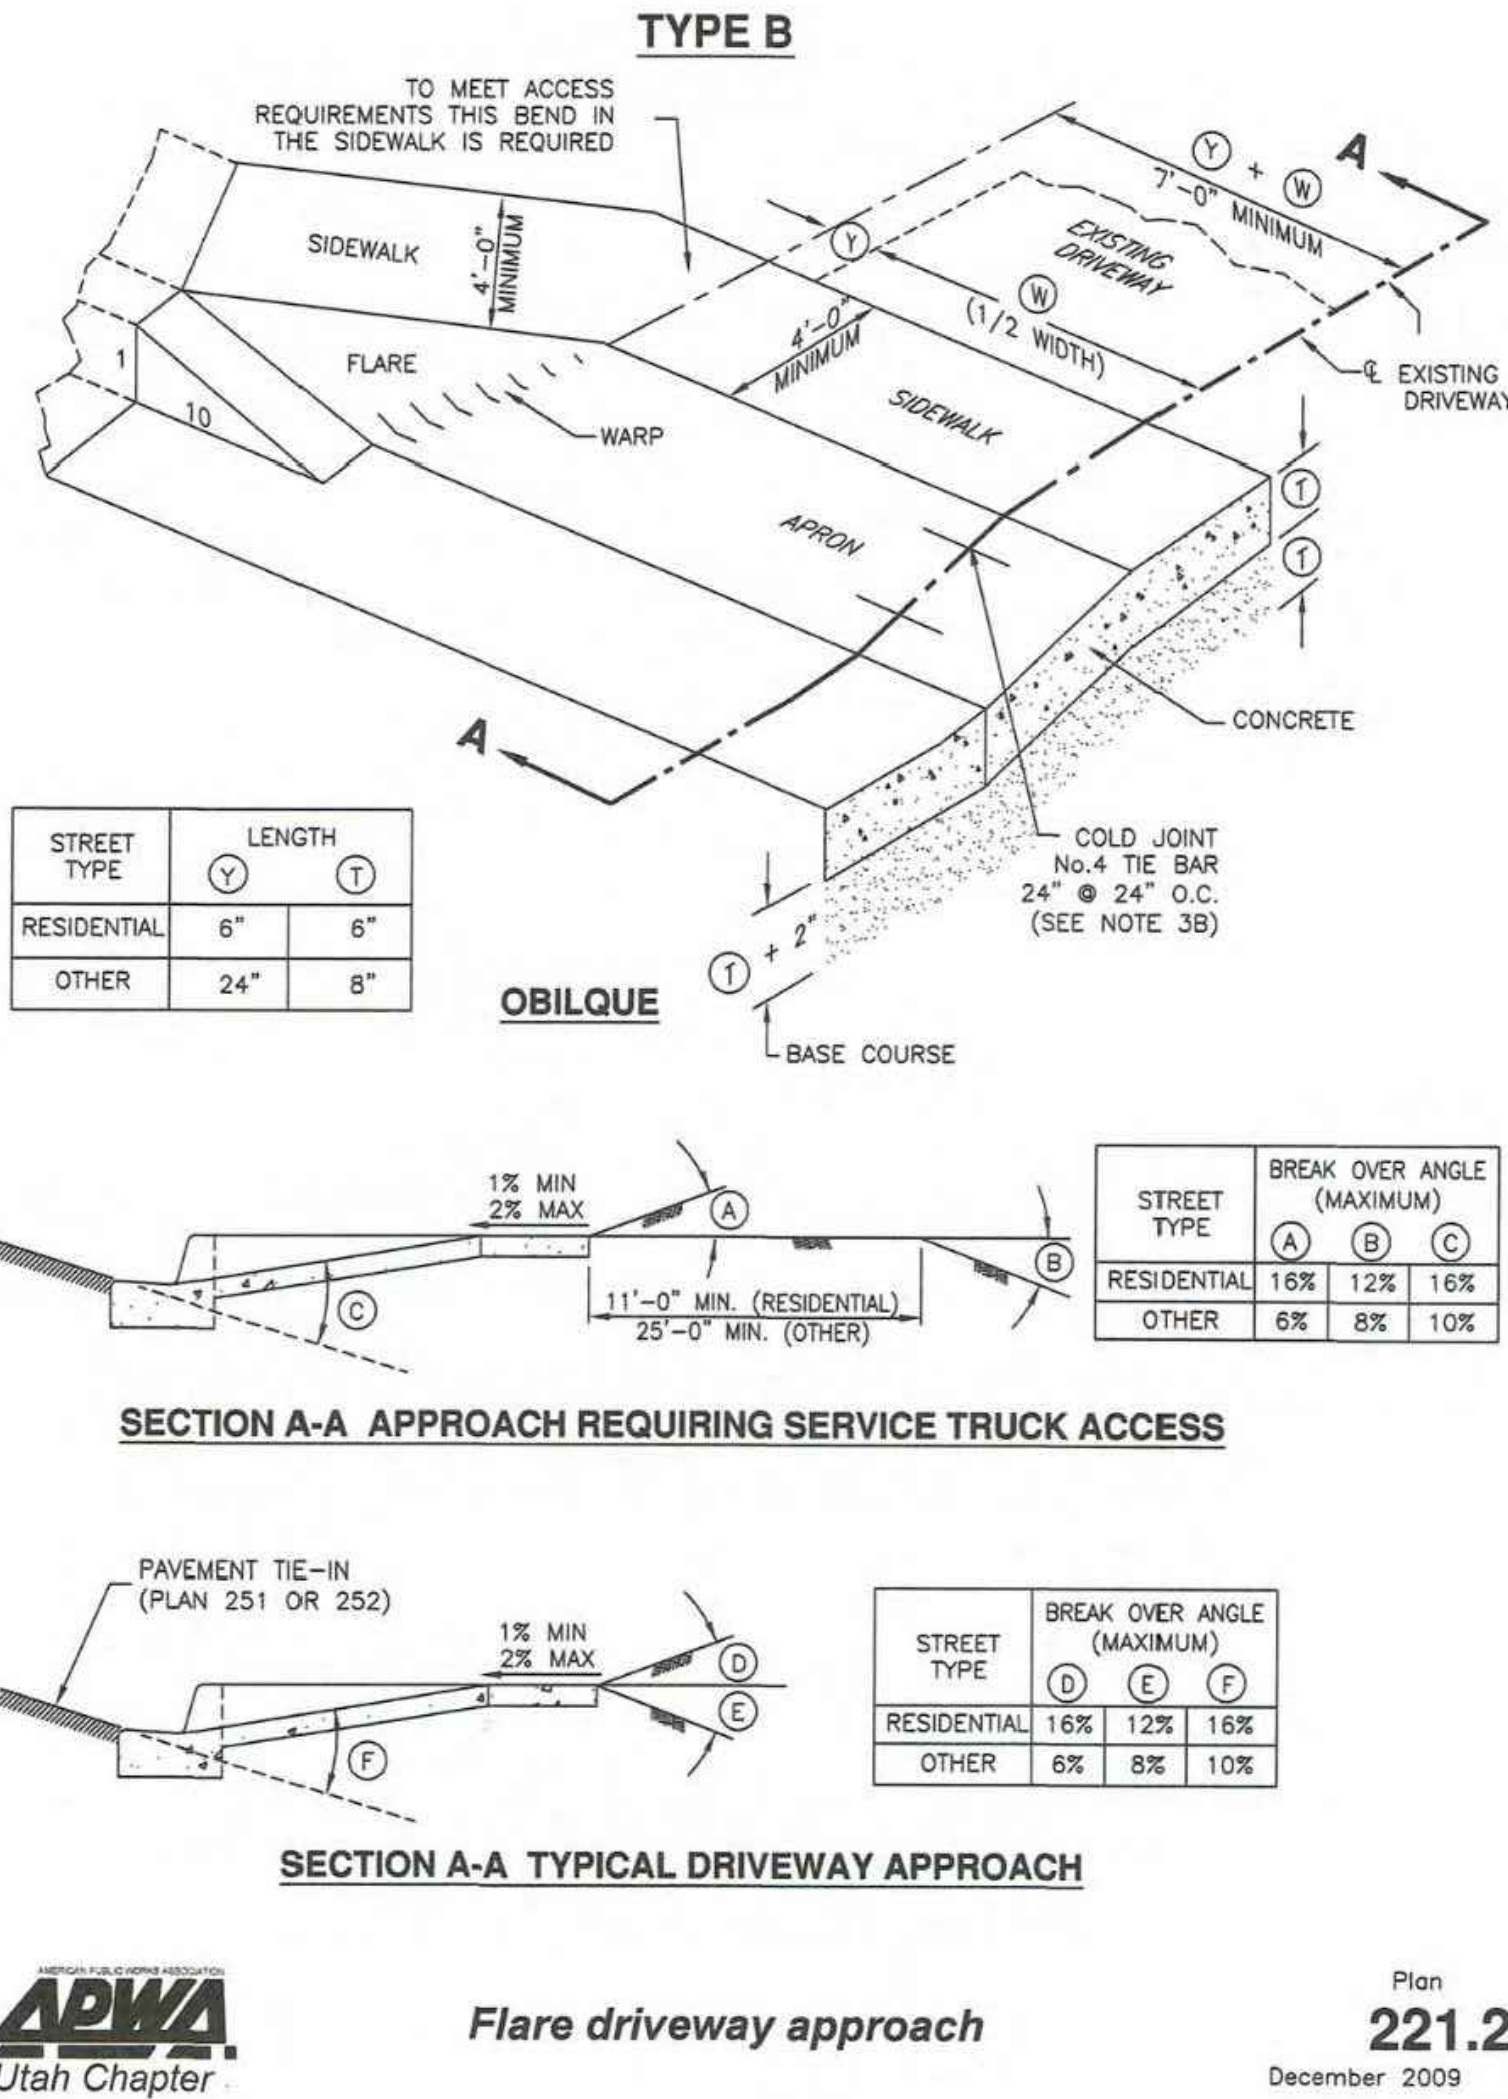 TYPE B
TO MEET ACCESS
REQUIREMENTS THIS BEND IN
THE SIDEWALK IS REQUIRED
A
Y + W
7'-0" MINIMUM
SIDEWALK
4'-0"
MINIMUM
Y
EXISTING
DRIVEWAY
W
(1/2 WIDTH)
4'-0"
MINIMUM
1
10
FLARE
WARP
SIDEWALK
℄ EXISTING
DRIVEWAY
APRON
T
T
CONCRETE
A
COLD JOINT
No.4 TIE BAR
24" @ 24" O.C.
(SEE NOTE 3B)
T + 2"
BASE COURSE
STREET TYPE LENGTH
Y T
RESIDENTIAL 6" 6"
OTHER 24" 8"
OBILQUE
1% MIN
2% MAX
A
B
C
11'-0" MIN. (RESIDENTIAL)
25'-0" MIN. (OTHER)
STREET TYPE BREAK OVER ANGLE
(MAXIMUM)
A B C
RESIDENTIAL 16% 12% 16%
OTHER 6% 8% 10%
SECTION A-A APPROACH REQUIRING SERVICE TRUCK ACCESS
PAVEMENT TIE-IN
(PLAN 251 OR 252)
1% MIN
2% MAX
D
E
F
STREET TYPE BREAK OVER ANGLE
(MAXIMUM)
D E F
RESIDENTIAL 16% 12% 16%
OTHER 6% 8% 10%
SECTION A-A TYPICAL DRIVEWAY APPROACH
AMERICAN PUBLIC WORKS ASSOCIATION
APWA
Utah Chapter
Flare driveway approach
Plan
221.2
December 2009